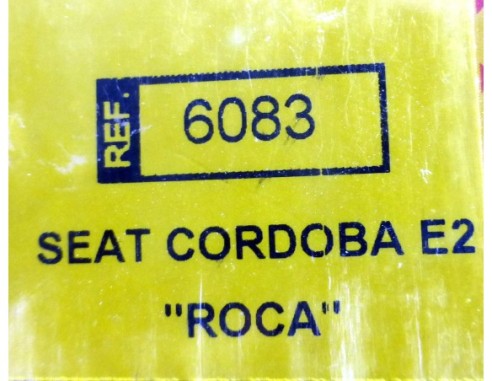 REF. 6083
SEAT CORDOBA E2
"ROCA"